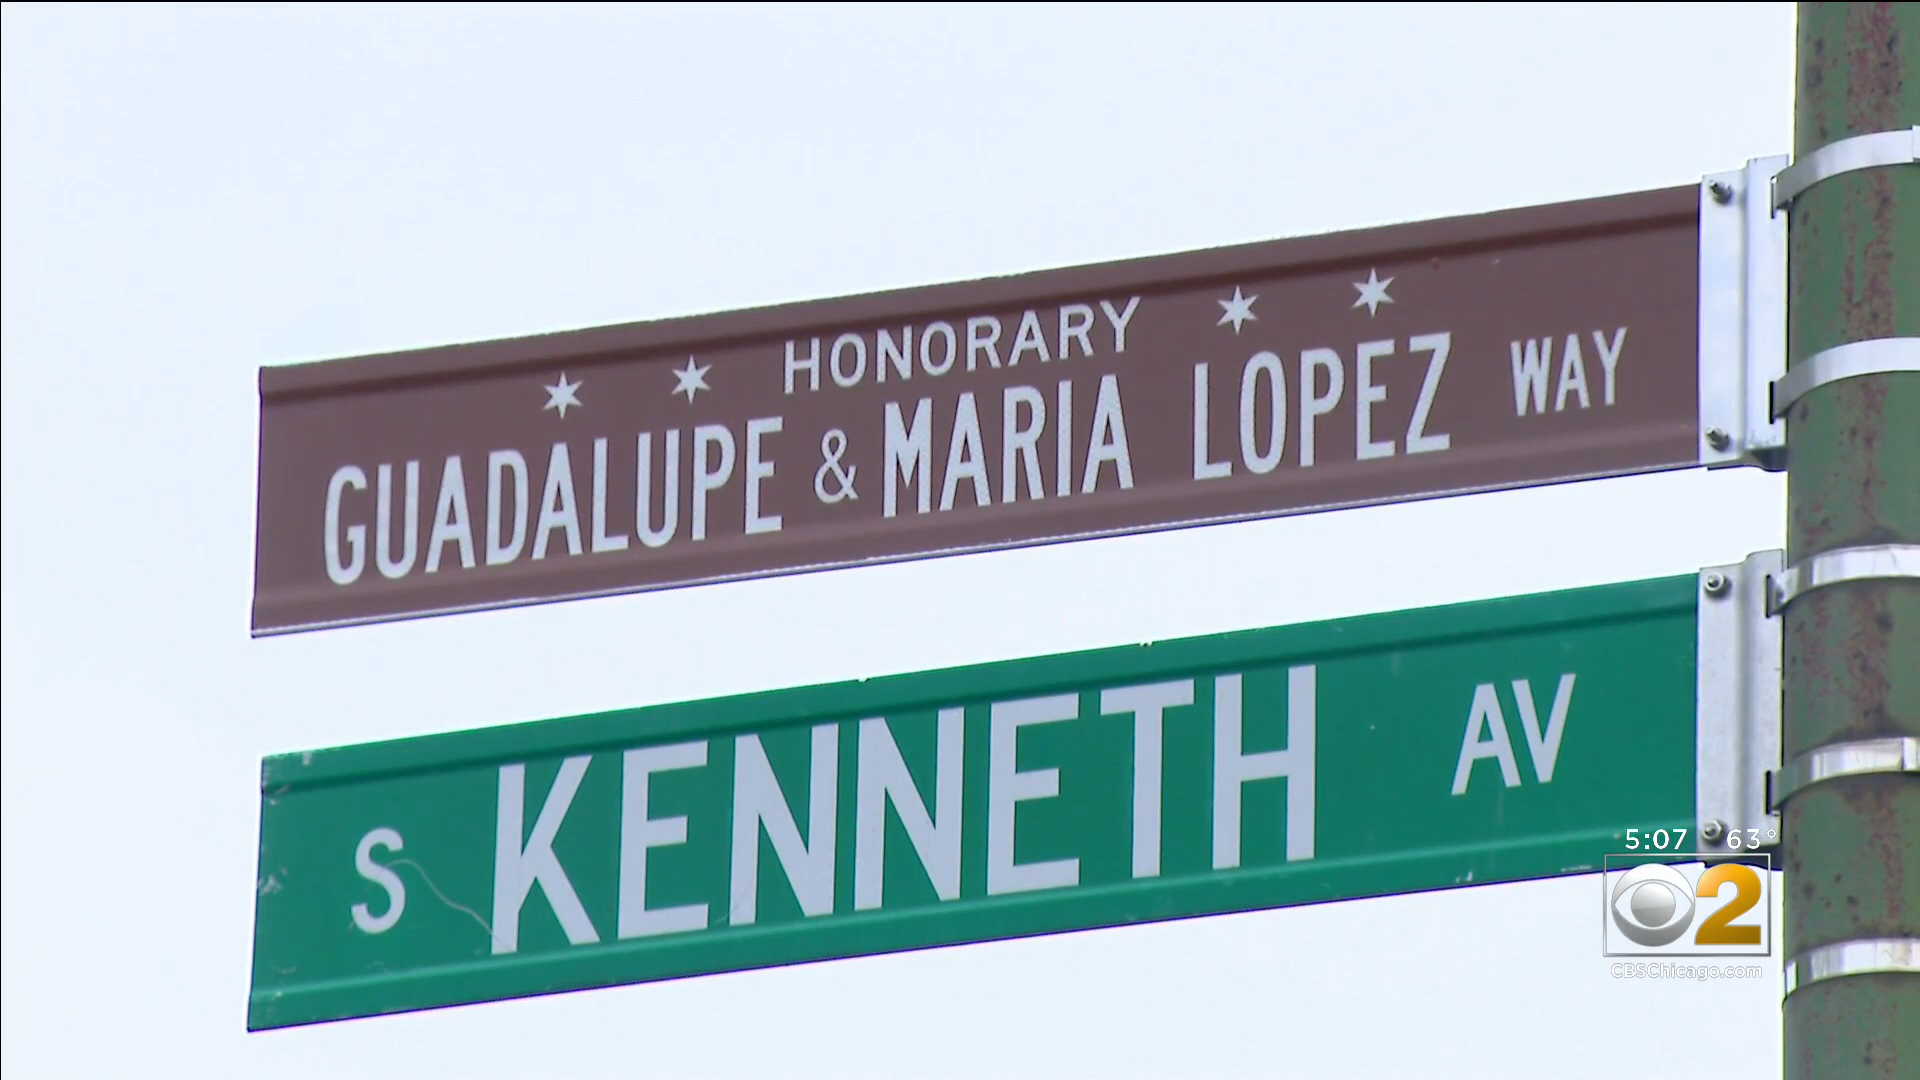 HONORARY
GUADALUPE & MARIA LOPEZ WAY
S KENNETH AV
5:07 63°
2
CBSChicago.com